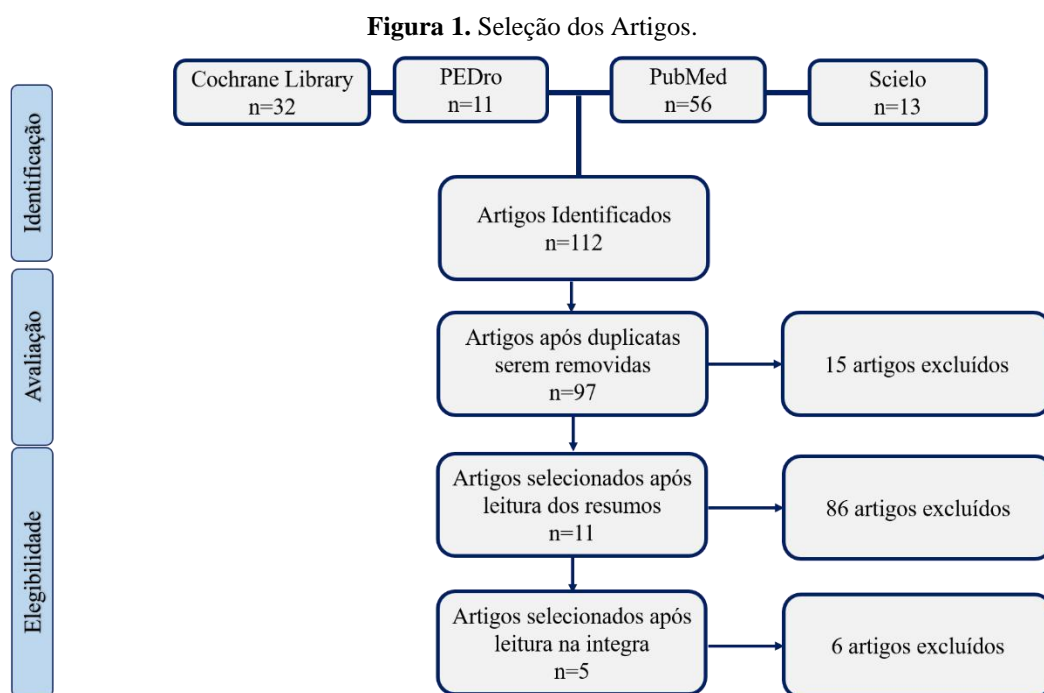 Figura 1. Seleção dos Artigos.
Cochrane Library
n=32
PEDro
n=11
PubMed
n=56
Scielo
n=13
Identificação
Artigos Identificados
n=112
Avaliação
Artigos após duplicatas
serem removidas
n=97
15 artigos excluídos
Elegibilidade
Artigos selecionados após
leitura dos resumos
n=11
86 artigos excluídos
Artigos selecionados após
leitura na integra
n=5
6 artigos excluídos